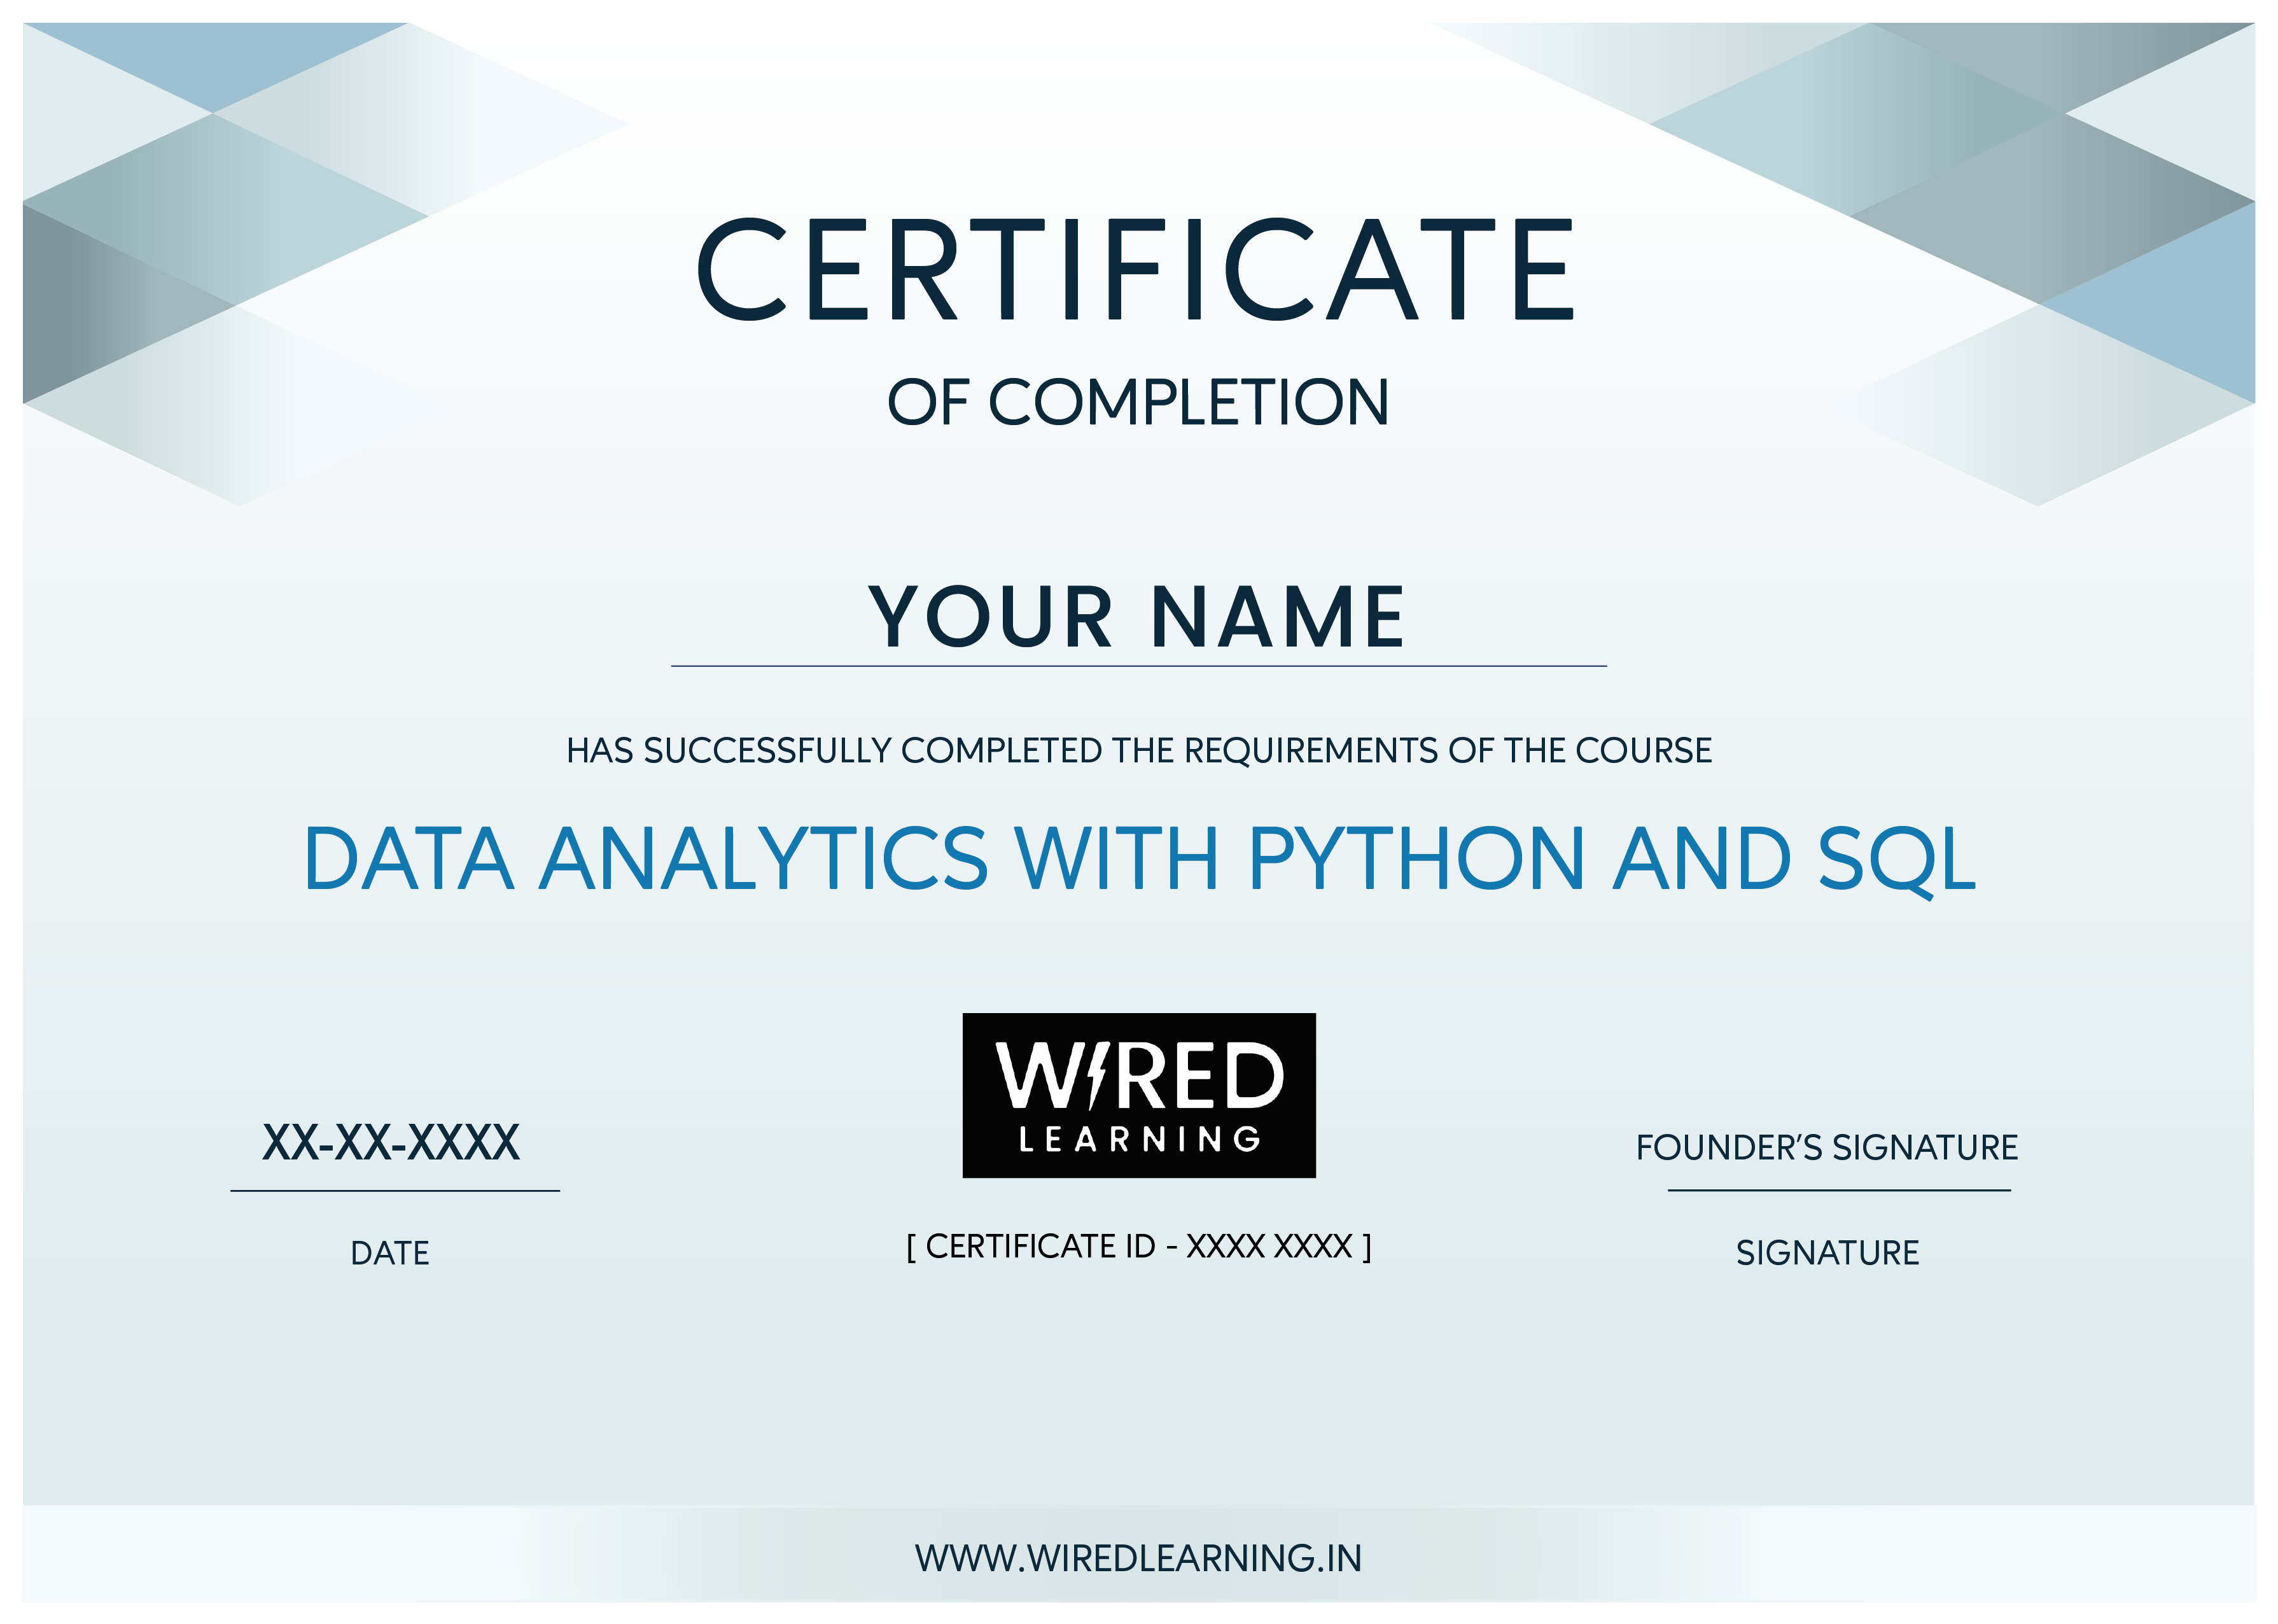 CERTIFICATE
OF COMPLETION
YOUR NAME
HAS SUCCESSFULLY COMPLETED THE REQUIREMENTS OF THE COURSE
DATA ANALYTICS WITH PYTHON AND SQL
WIRED
LEARNING
XX-XX-XXXX
FOUNDER’S SIGNATURE
[ CERTIFICATE ID - XXXX XXXX ]
DATE
SIGNATURE
WWW.WIREDLEARNING.IN